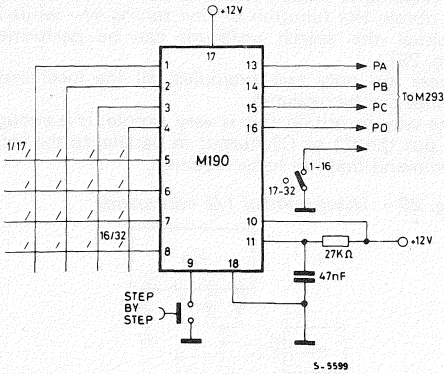 +12V
17
1
13
PA
2
14
PB
3
15
PC
To M293
4
16
PD
1/17
5
M190
1-16
6
17-32
7
10
16/32
11
+12V
8
27KΩ
9
18
47nF
STEP
BY
STEP
S-5599